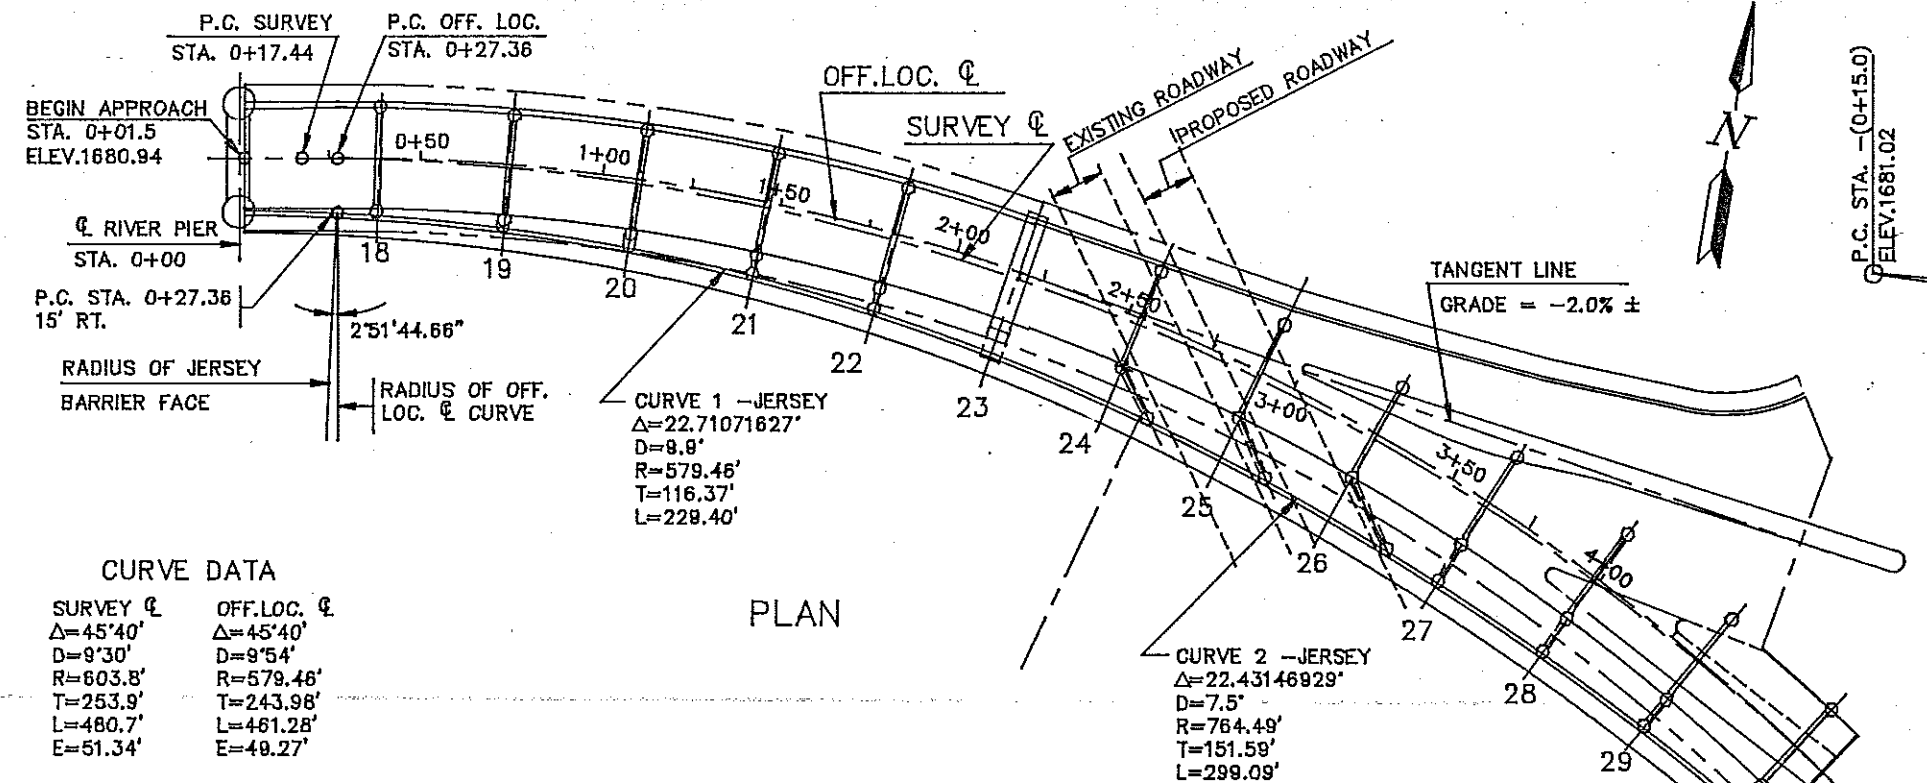 P.C. SURVEY
STA. 0+17.44
P.C. OFF. LOC.
STA. 0+27.36
BEGIN APPROACH
STA. 0+01.5
ELEV.1680.94
℄ RIVER PIER
STA. 0+00
P.C. STA. 0+27.36
15' RT.
2°51'44.66"
RADIUS OF JERSEY
BARRIER FACE
RADIUS OF OFF.
LOC. ℄ CURVE
0+50
1+00
1+50
2+00
2+50
3+00
3+50
4+00
OFF.LOC. ℄
SURVEY ℄
EXISTING ROADWAY
PROPOSED ROADWAY
N
P.C. STA. -(0+15.0)
ELEV.1681.02
TANGENT LINE
GRADE = -2.0% ±
18
19
20
21
22
23
24
25
26
27
28
29
CURVE 1 -JERSEY
Δ=22.71071627°
D=9.9°
R=579.46'
T=116.37'
L=229.40'
CURVE DATA
SURVEY ℄
Δ=45°40'
D=9°30'
R=603.8'
T=253.9'
L=480.7'
E=51.34'
OFF.LOC. ℄
Δ=45°40'
D=9°54'
R=579.46'
T=243.98'
L=461.28'
E=49.27'
PLAN
CURVE 2 -JERSEY
Δ=22.43146929°
D=7.5°
R=764.49'
T=151.59'
L=299.09'